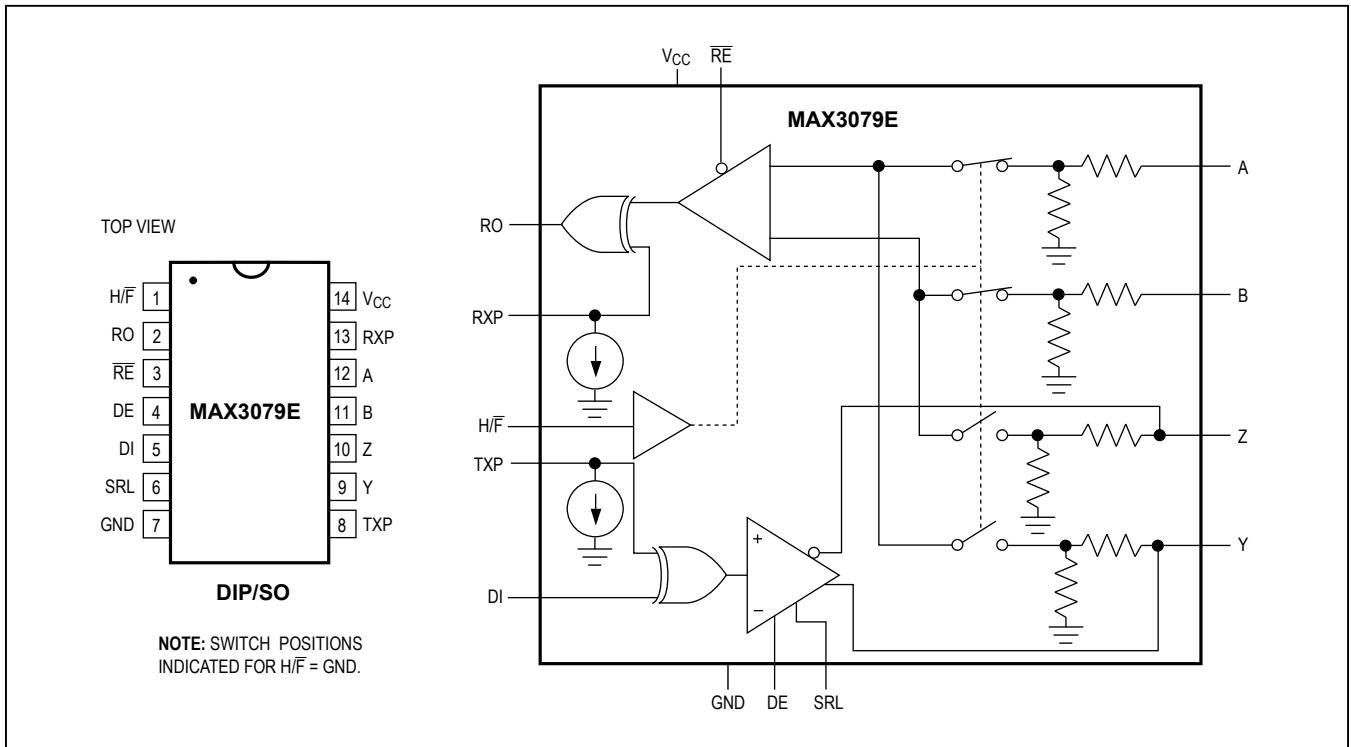 TOP VIEW
H/F̅ 1
RO 2
R̅E̅ 3
DE 4
DI 5
SRL 6
GND 7
MAX3079E
14 VCC
13 RXP
12 A
11 B
10 Z
9 Y
8 TXP
DIP/SO
NOTE: SWITCH POSITIONS
INDICATED FOR H/F̅ = GND.
VCC R̅E̅
MAX3079E
A
RO
B
RXP
H/F̅
Z
TXP
+
Y
DI
−
GND DE SRL